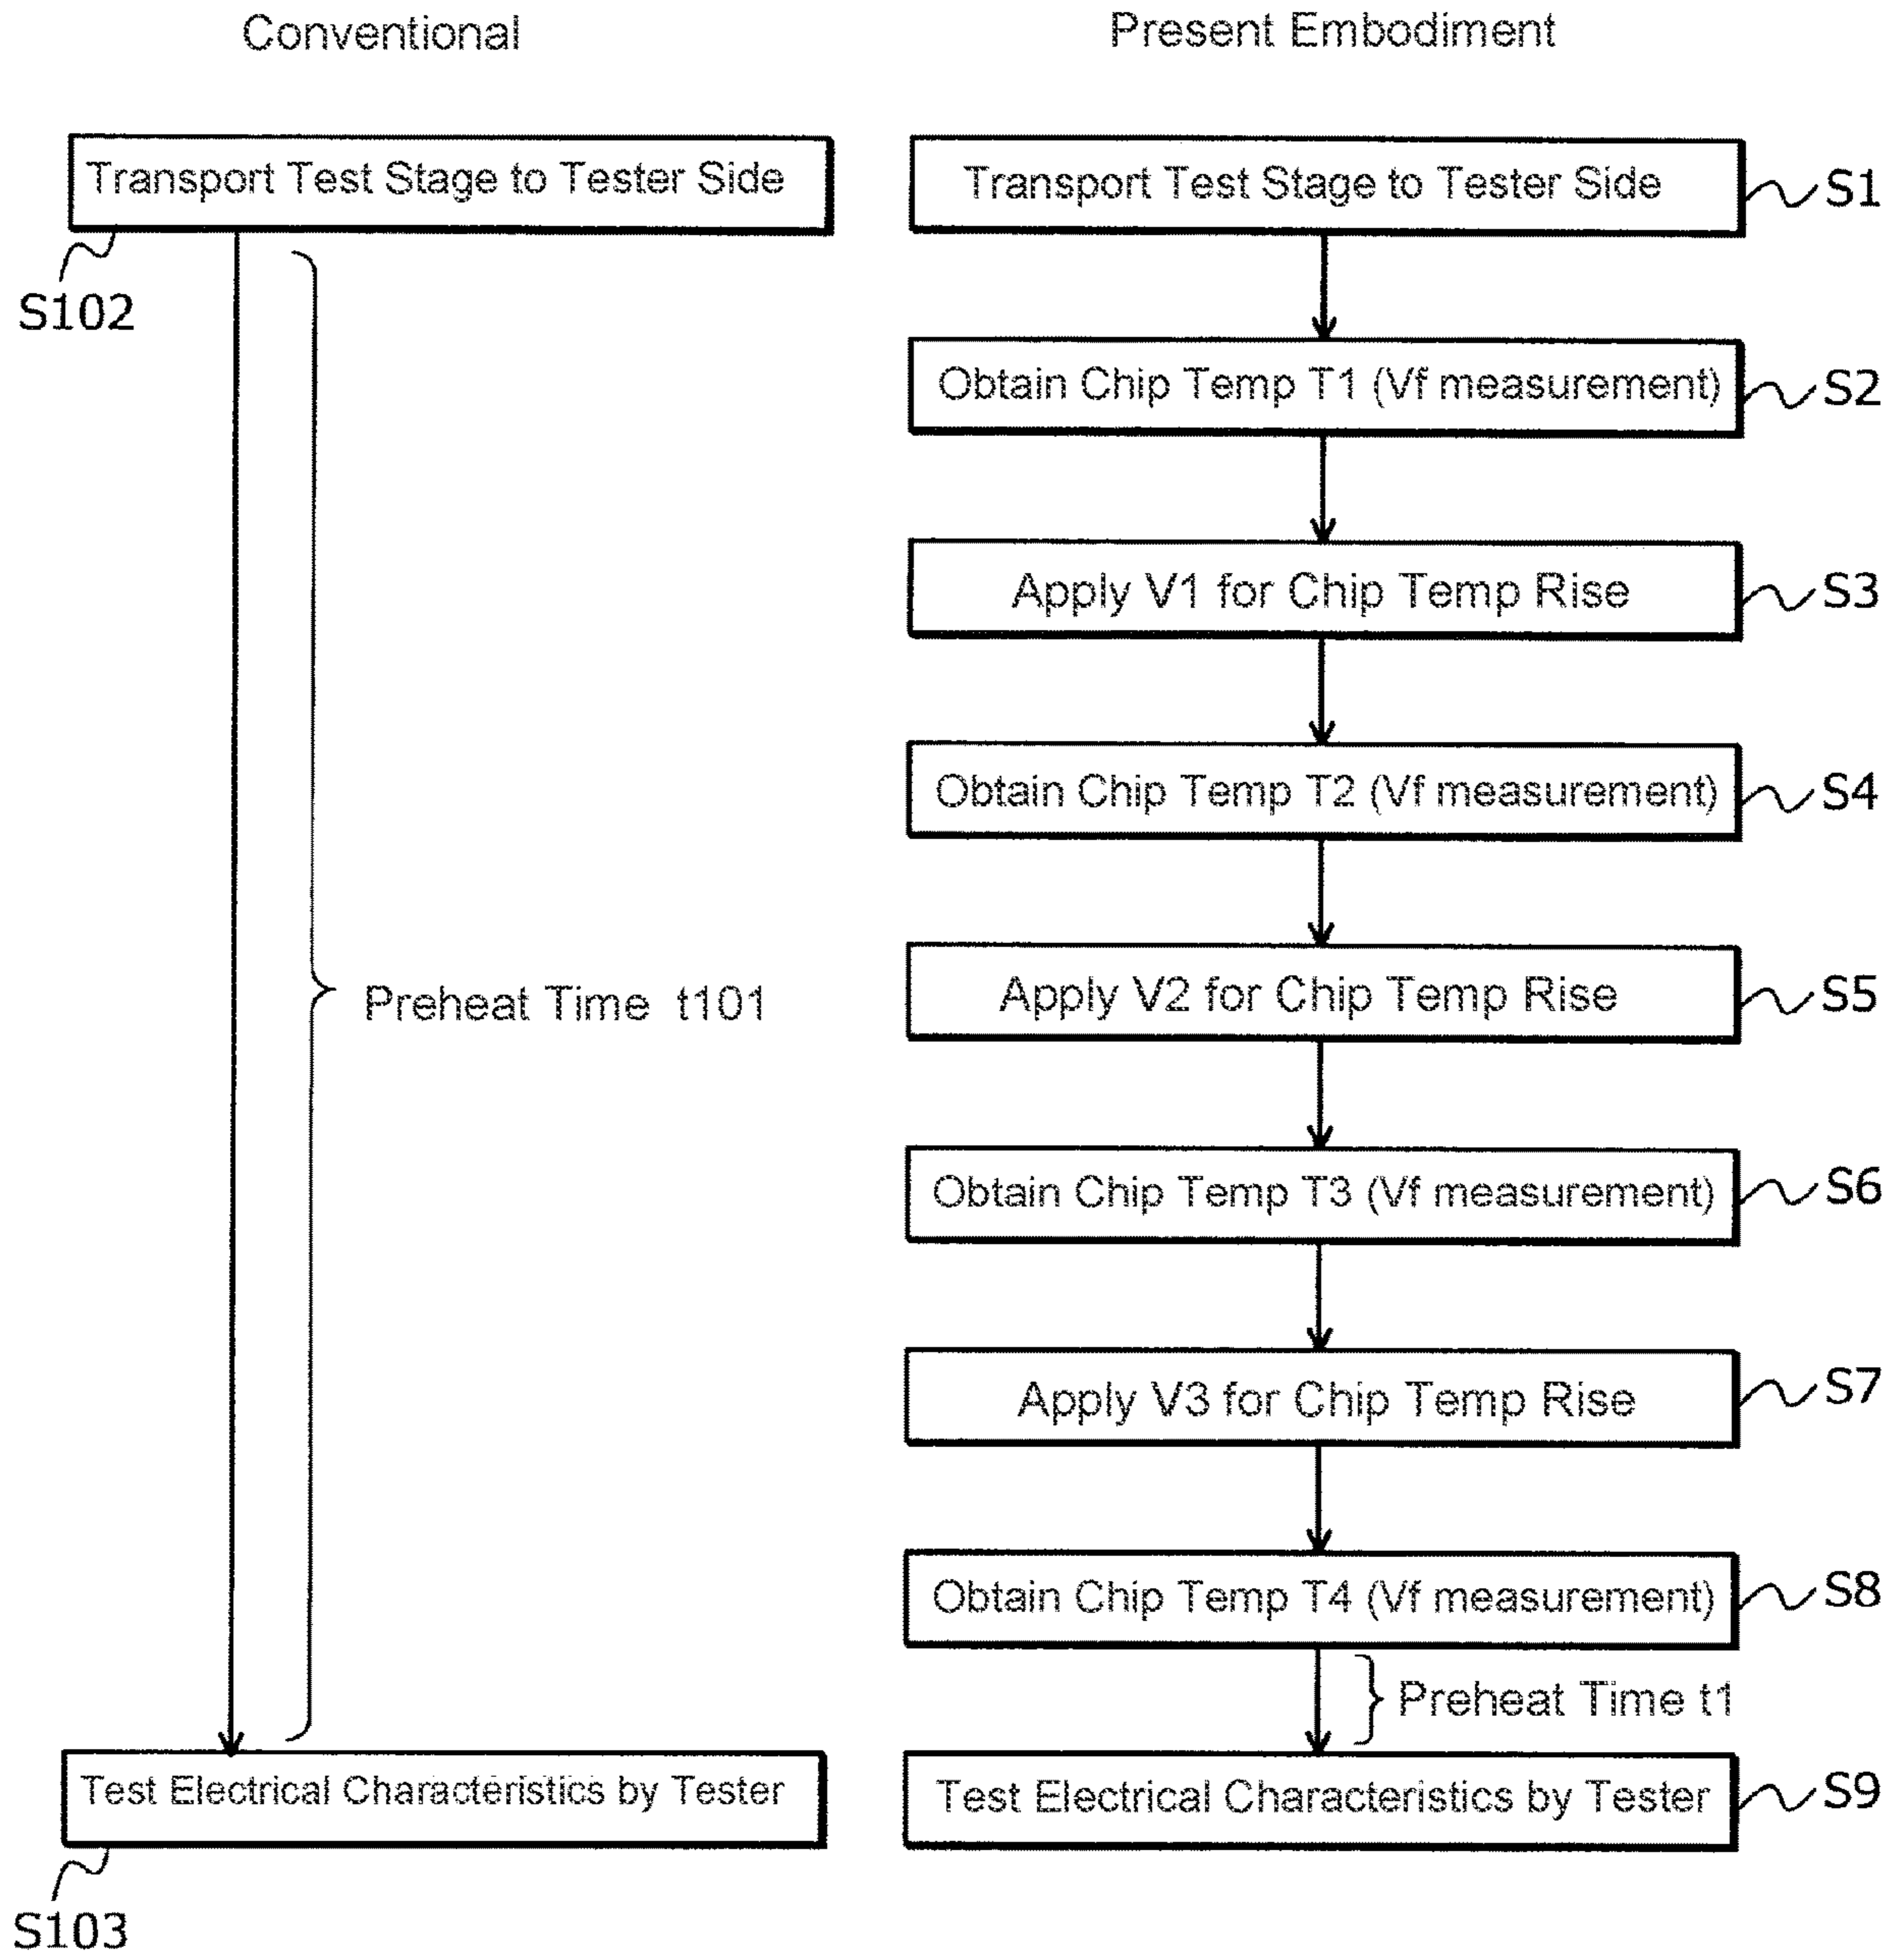 Conventional
Transport Test Stage to Tester Side
S102
Preheat Time t101
Test Electrical Characteristics by Tester
S103
Present Embodiment
Transport Test Stage to Tester Side
S1
Obtain Chip Temp T1 (Vf measurement)
S2
Apply V1 for Chip Temp Rise
S3
Obtain Chip Temp T2 (Vf measurement)
S4
Apply V2 for Chip Temp Rise
S5
Obtain Chip Temp T3 (Vf measurement)
S6
Apply V3 for Chip Temp Rise
S7
Obtain Chip Temp T4 (Vf measurement)
S8
Preheat Time t1
Test Electrical Characteristics by Tester
S9